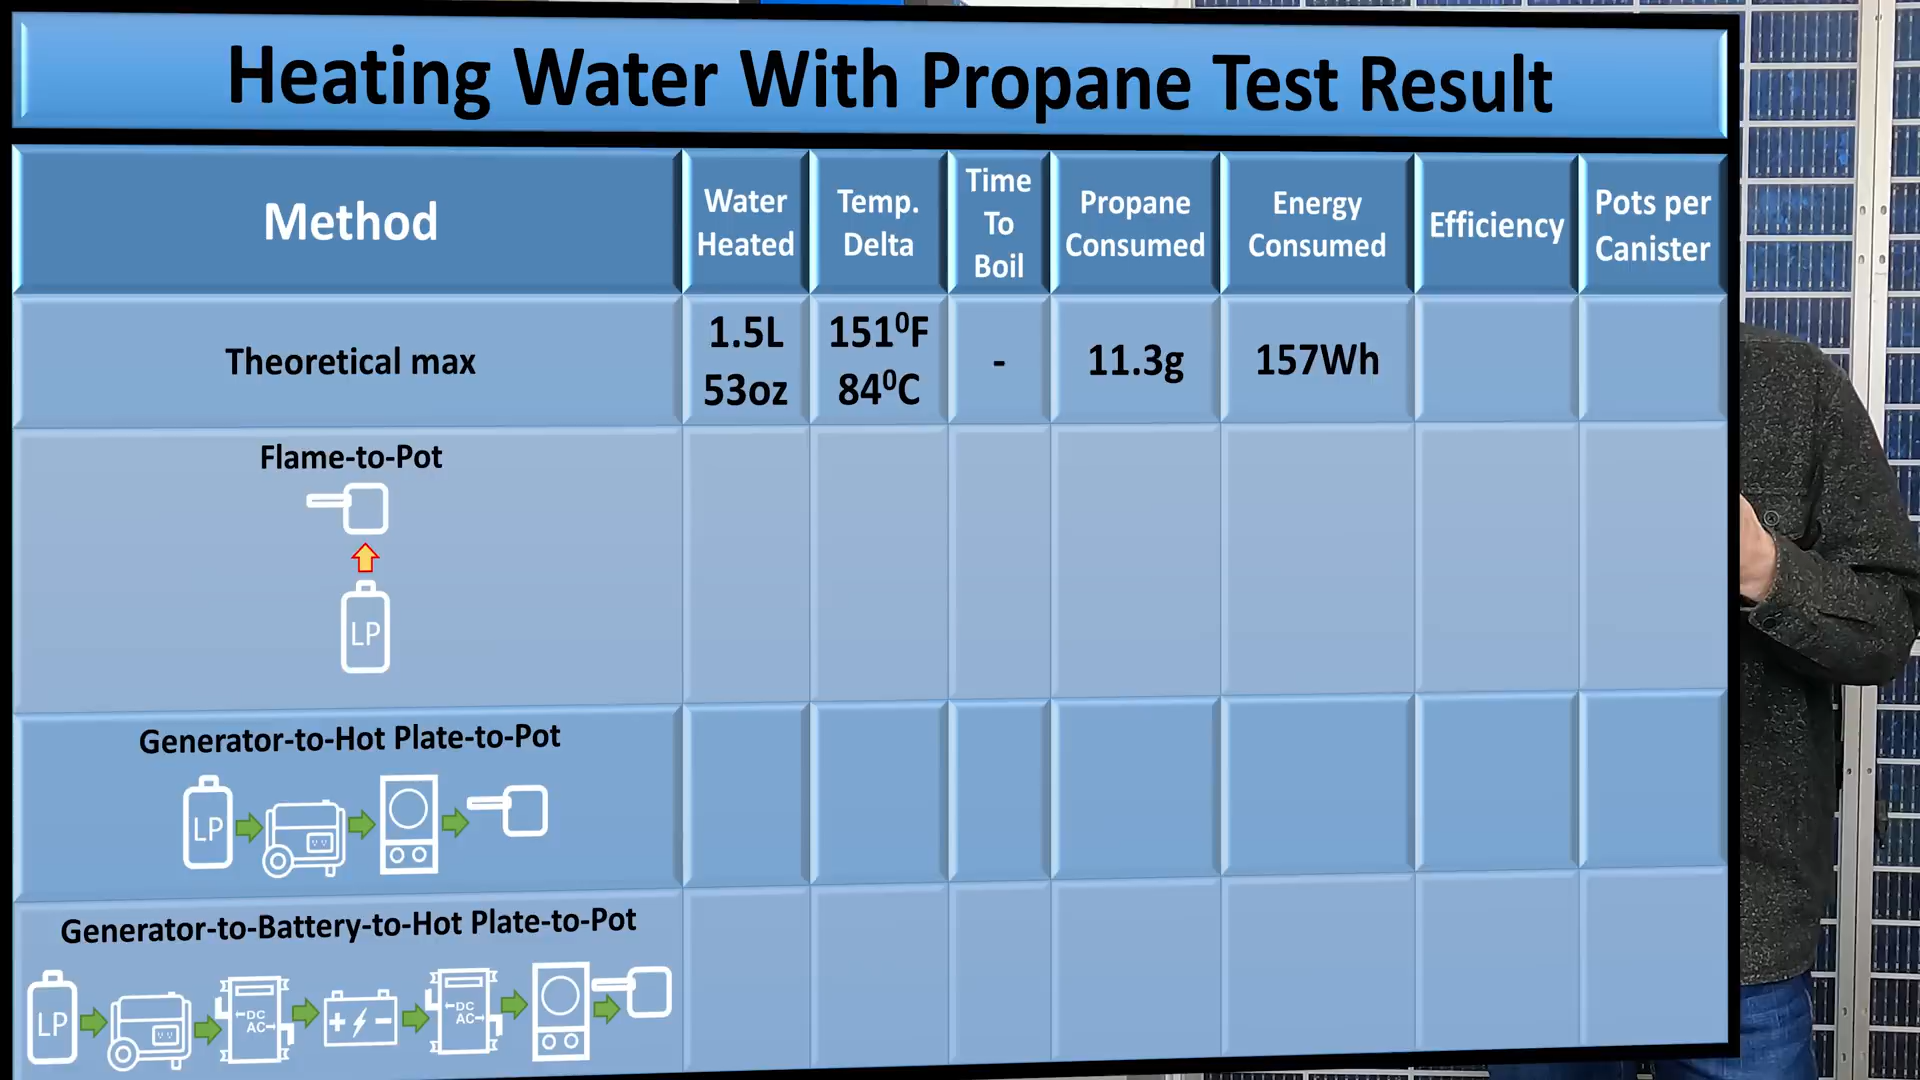 Heating Water With Propane Test Result
Method
Water
Heated
Temp.
Delta
Time
To
Boil
Propane
Consumed
Energy
Consumed
Efficiency
Pots per
Canister
Theoretical max
1.5L
53oz
151⁰F
84⁰C
-
11.3g
157Wh
Flame-to-Pot
LP
Generator-to-Hot Plate-to-Pot
LP
Generator-to-Battery-to-Hot Plate-to-Pot
LP
DC
AC
+ -
DC
AC